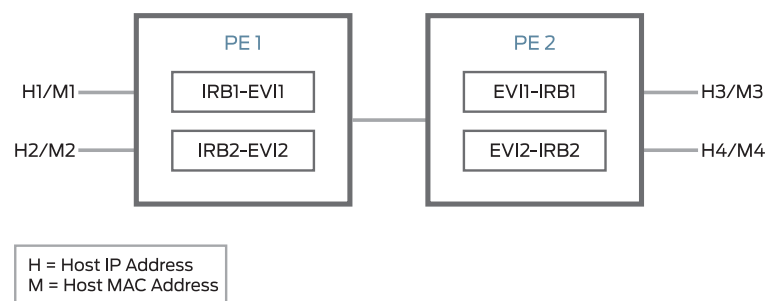 PE 1
PE 2
H1/M1
IRB1-EVI1
EVI1-IRB1
H3/M3
H2/M2
IRB2-EVI2
EVI2-IRB2
H4/M4
H = Host IP Address
M = Host MAC Address